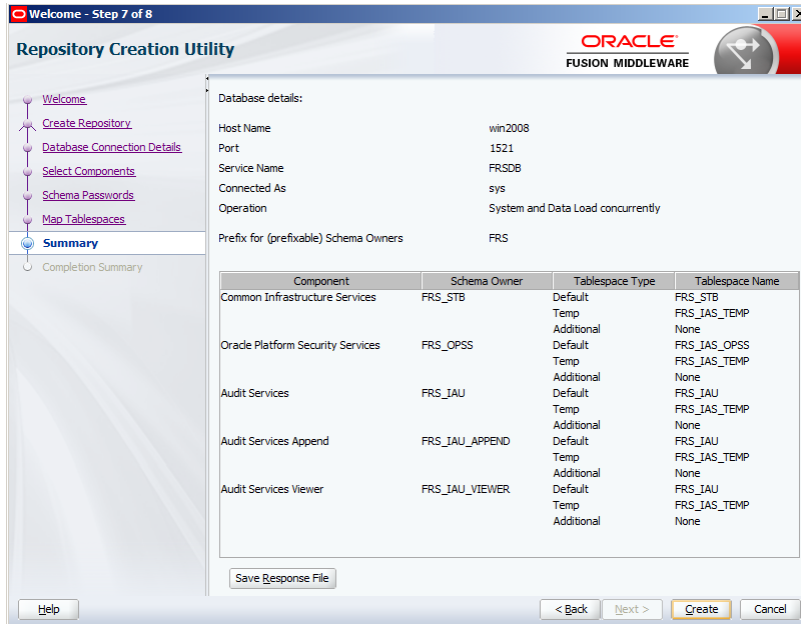 Welcome - Step 7 of 8
Repository Creation Utility
ORACLE
FUSION MIDDLEWARE
Welcome
Create Repository
Database Connection Details
Select Components
Schema Passwords
Map Tablespaces
Summary
Completion Summary
Database details:
Host Name win2008
Port 1521
Service Name FRSDB
Connected As sys
Operation System and Data Load concurrently
Prefix for (prefixable) Schema Owners FRS
Component Schema Owner Tablespace Type Tablespace Name
Common Infrastructure Services FRS_STB Default FRS_STB
Temp FRS_IAS_TEMP
Additional None
Oracle Platform Security Services FRS_OPSS Default FRS_IAS_OPSS
Temp FRS_IAS_TEMP
Additional None
Audit Services FRS_IAU Default FRS_IAU
Temp FRS_IAS_TEMP
Additional None
Audit Services Append FRS_IAU_APPEND Default FRS_IAU
Temp FRS_IAS_TEMP
Additional None
Audit Services Viewer FRS_IAU_VIEWER Default FRS_IAU
Temp FRS_IAS_TEMP
Additional None
Save Response File
Help < Back Next > Create Cancel